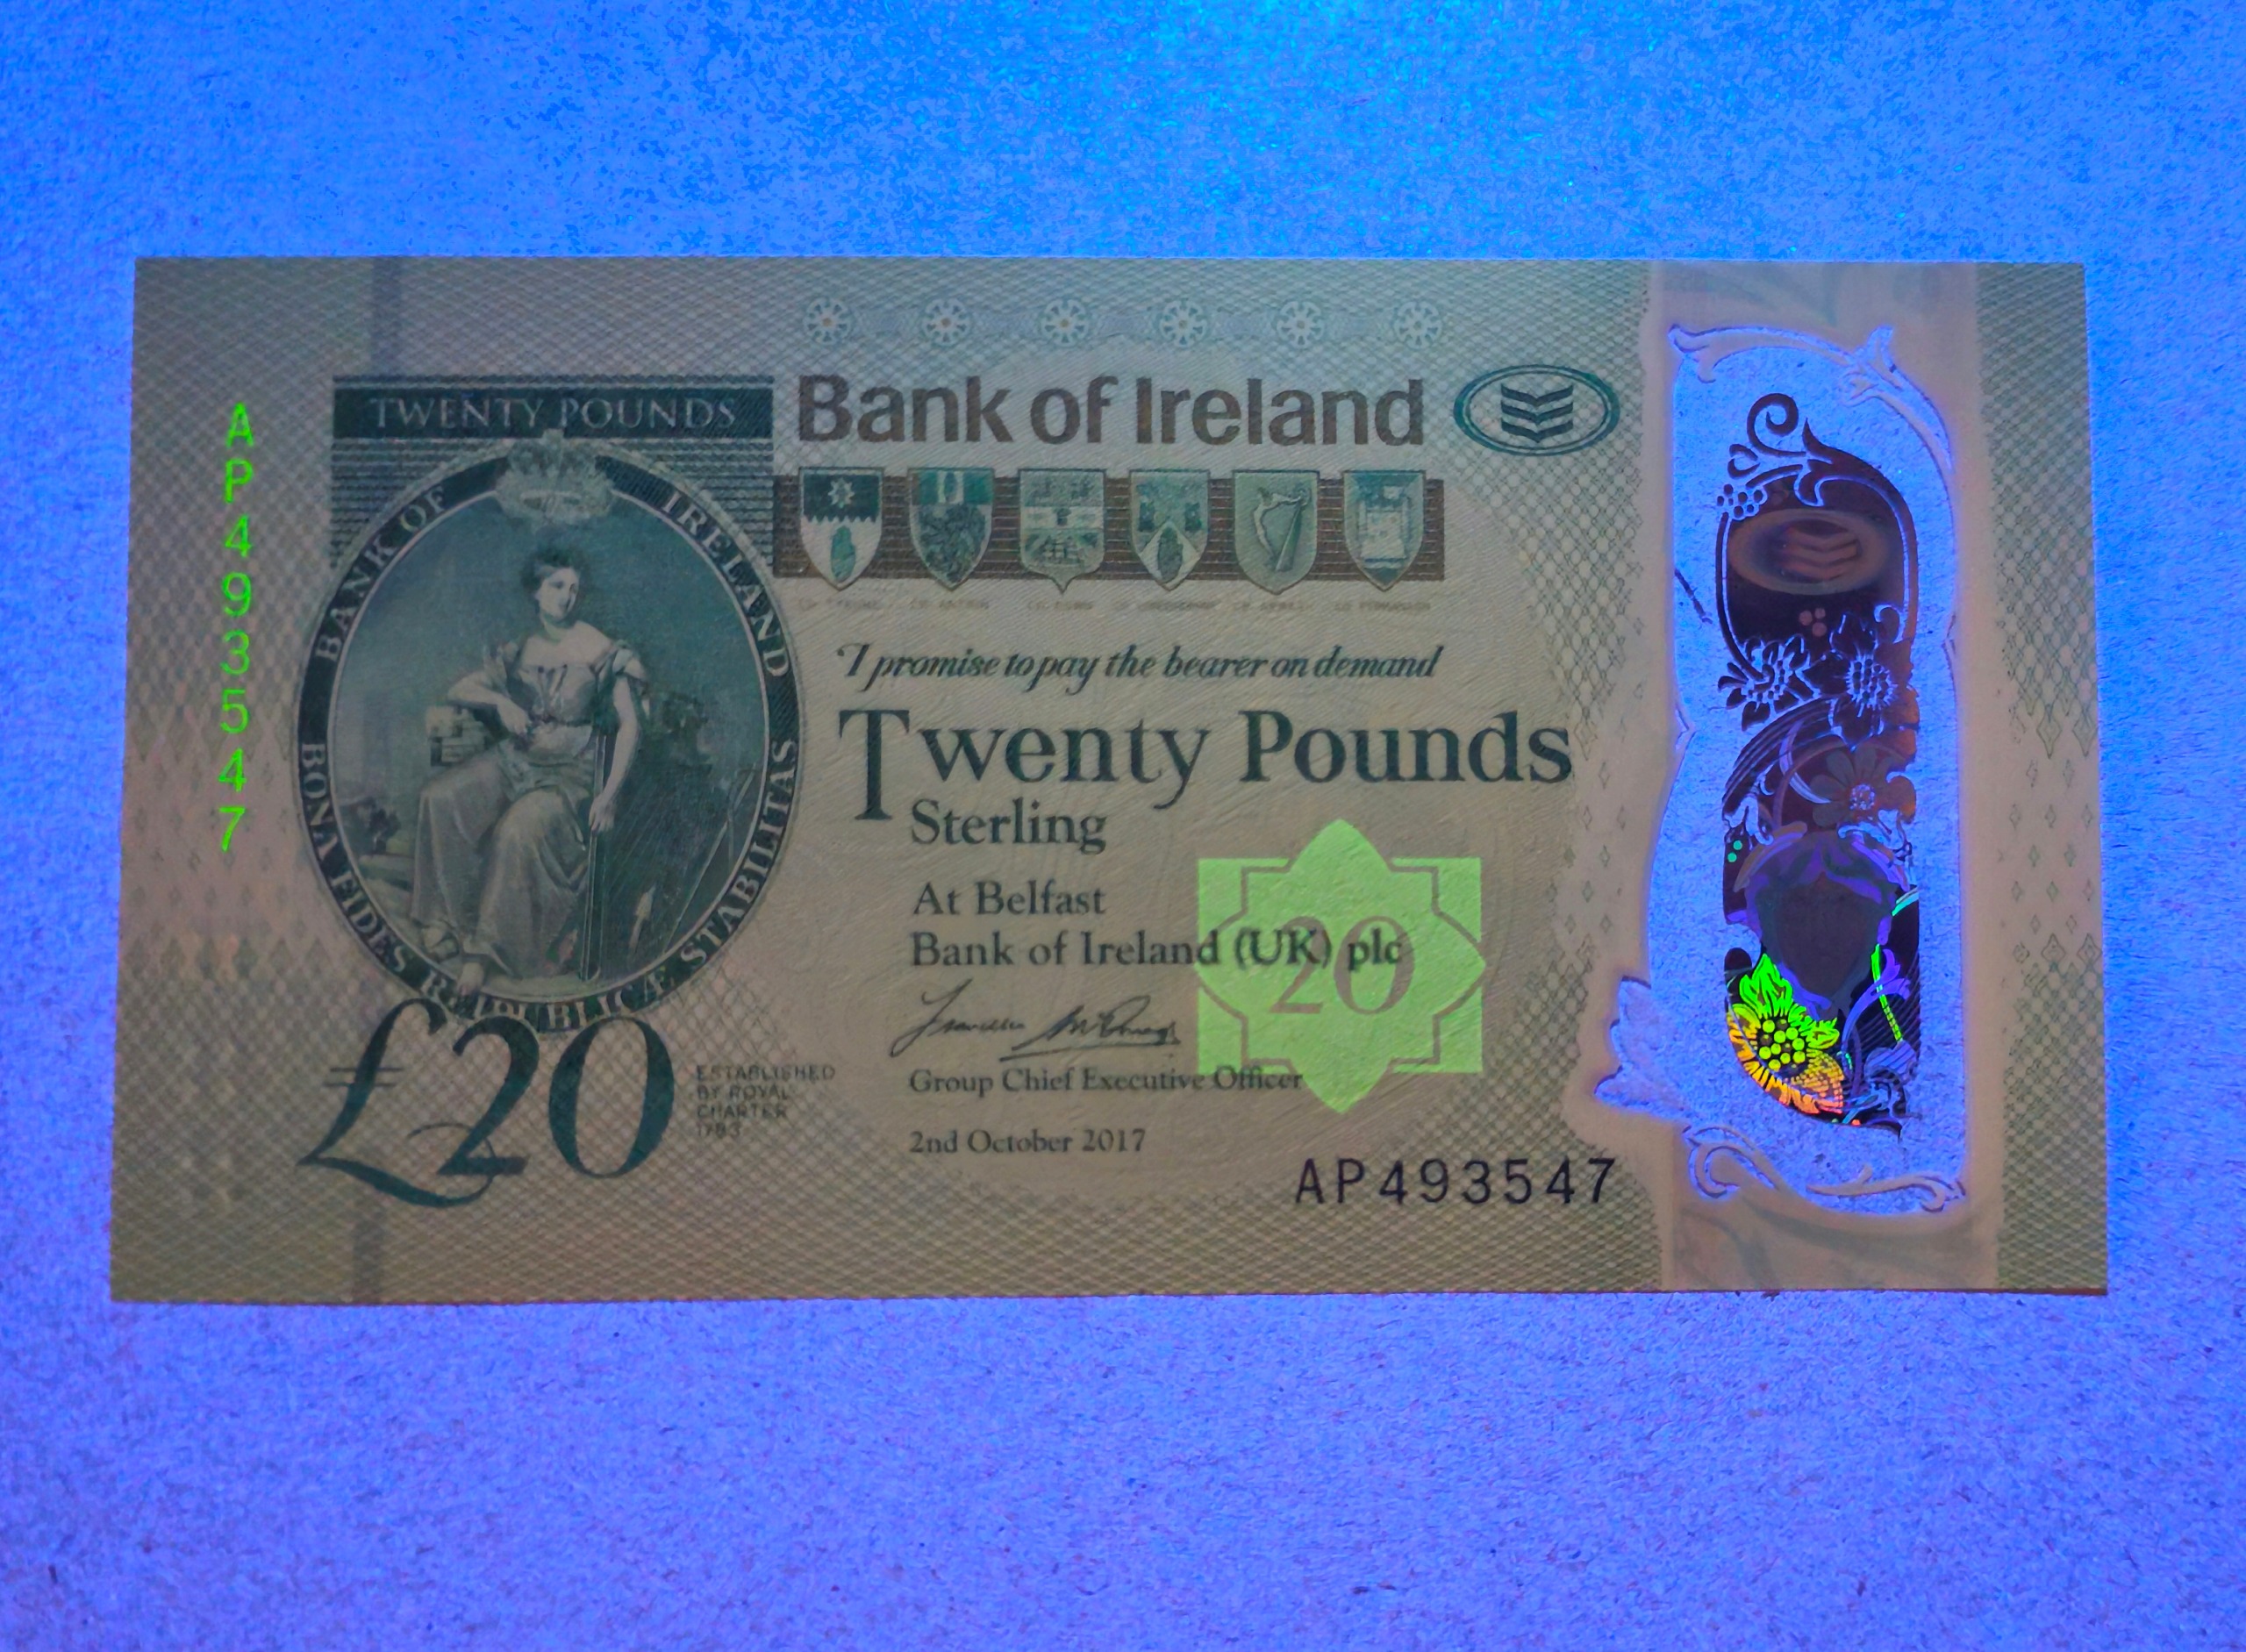 AP493547
TWENTY POUNDS
BANK OF IRELAND
BONA FIDES REIPUBLICÆ STABILITAS
£20
ESTABLISHED
BY ROYAL
CHARTER
1783
Bank of Ireland
I promise to pay the bearer on demand
Twenty Pounds
Sterling
At Belfast
Bank of Ireland (UK) plc
20
Group Chief Executive Officer
2nd October 2017
AP493547